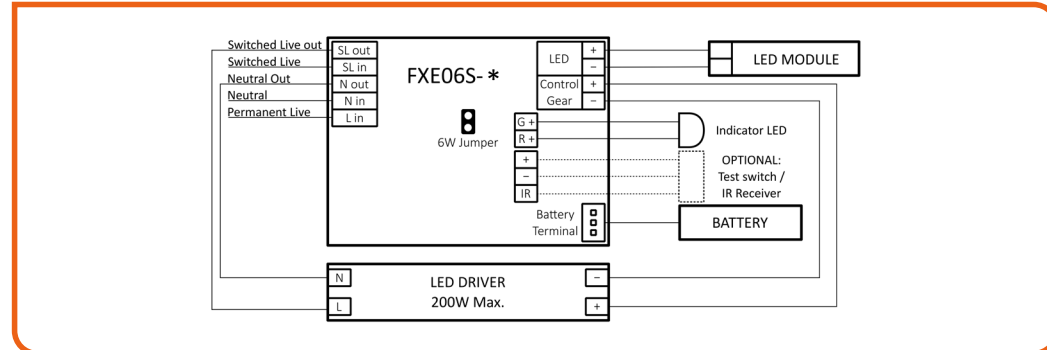 Switched Live out
Switched Live
Neutral Out
Neutral
Permanent Live
SL out
SL in
N out
N in
L in
FXE06S- *
6W Jumper
LED
+
−
Control
Gear
+
−
G +
R +
+
−
IR
Battery
Terminal
LED MODULE
Indicator LED
OPTIONAL:
Test switch /
IR Receiver
BATTERY
N
L
LED DRIVER
200W Max.
−
+